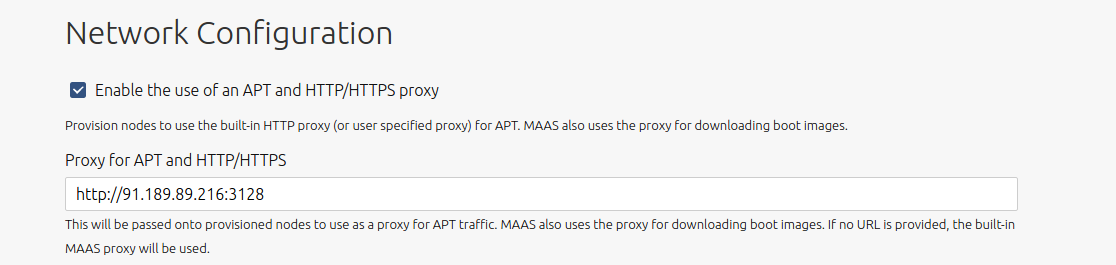 Network Configuration
Enable the use of an APT and HTTP/HTTPS proxy
Provision nodes to use the built-in HTTP proxy (or user specified proxy) for APT. MAAS also uses the proxy for downloading boot images.
Proxy for APT and HTTP/HTTPS
http://91.189.89.216:3128
This will be passed onto provisioned nodes to use as a proxy for APT traffic. MAAS also uses the proxy for downloading boot images. If no URL is provided, the built-in
MAAS proxy will be used.